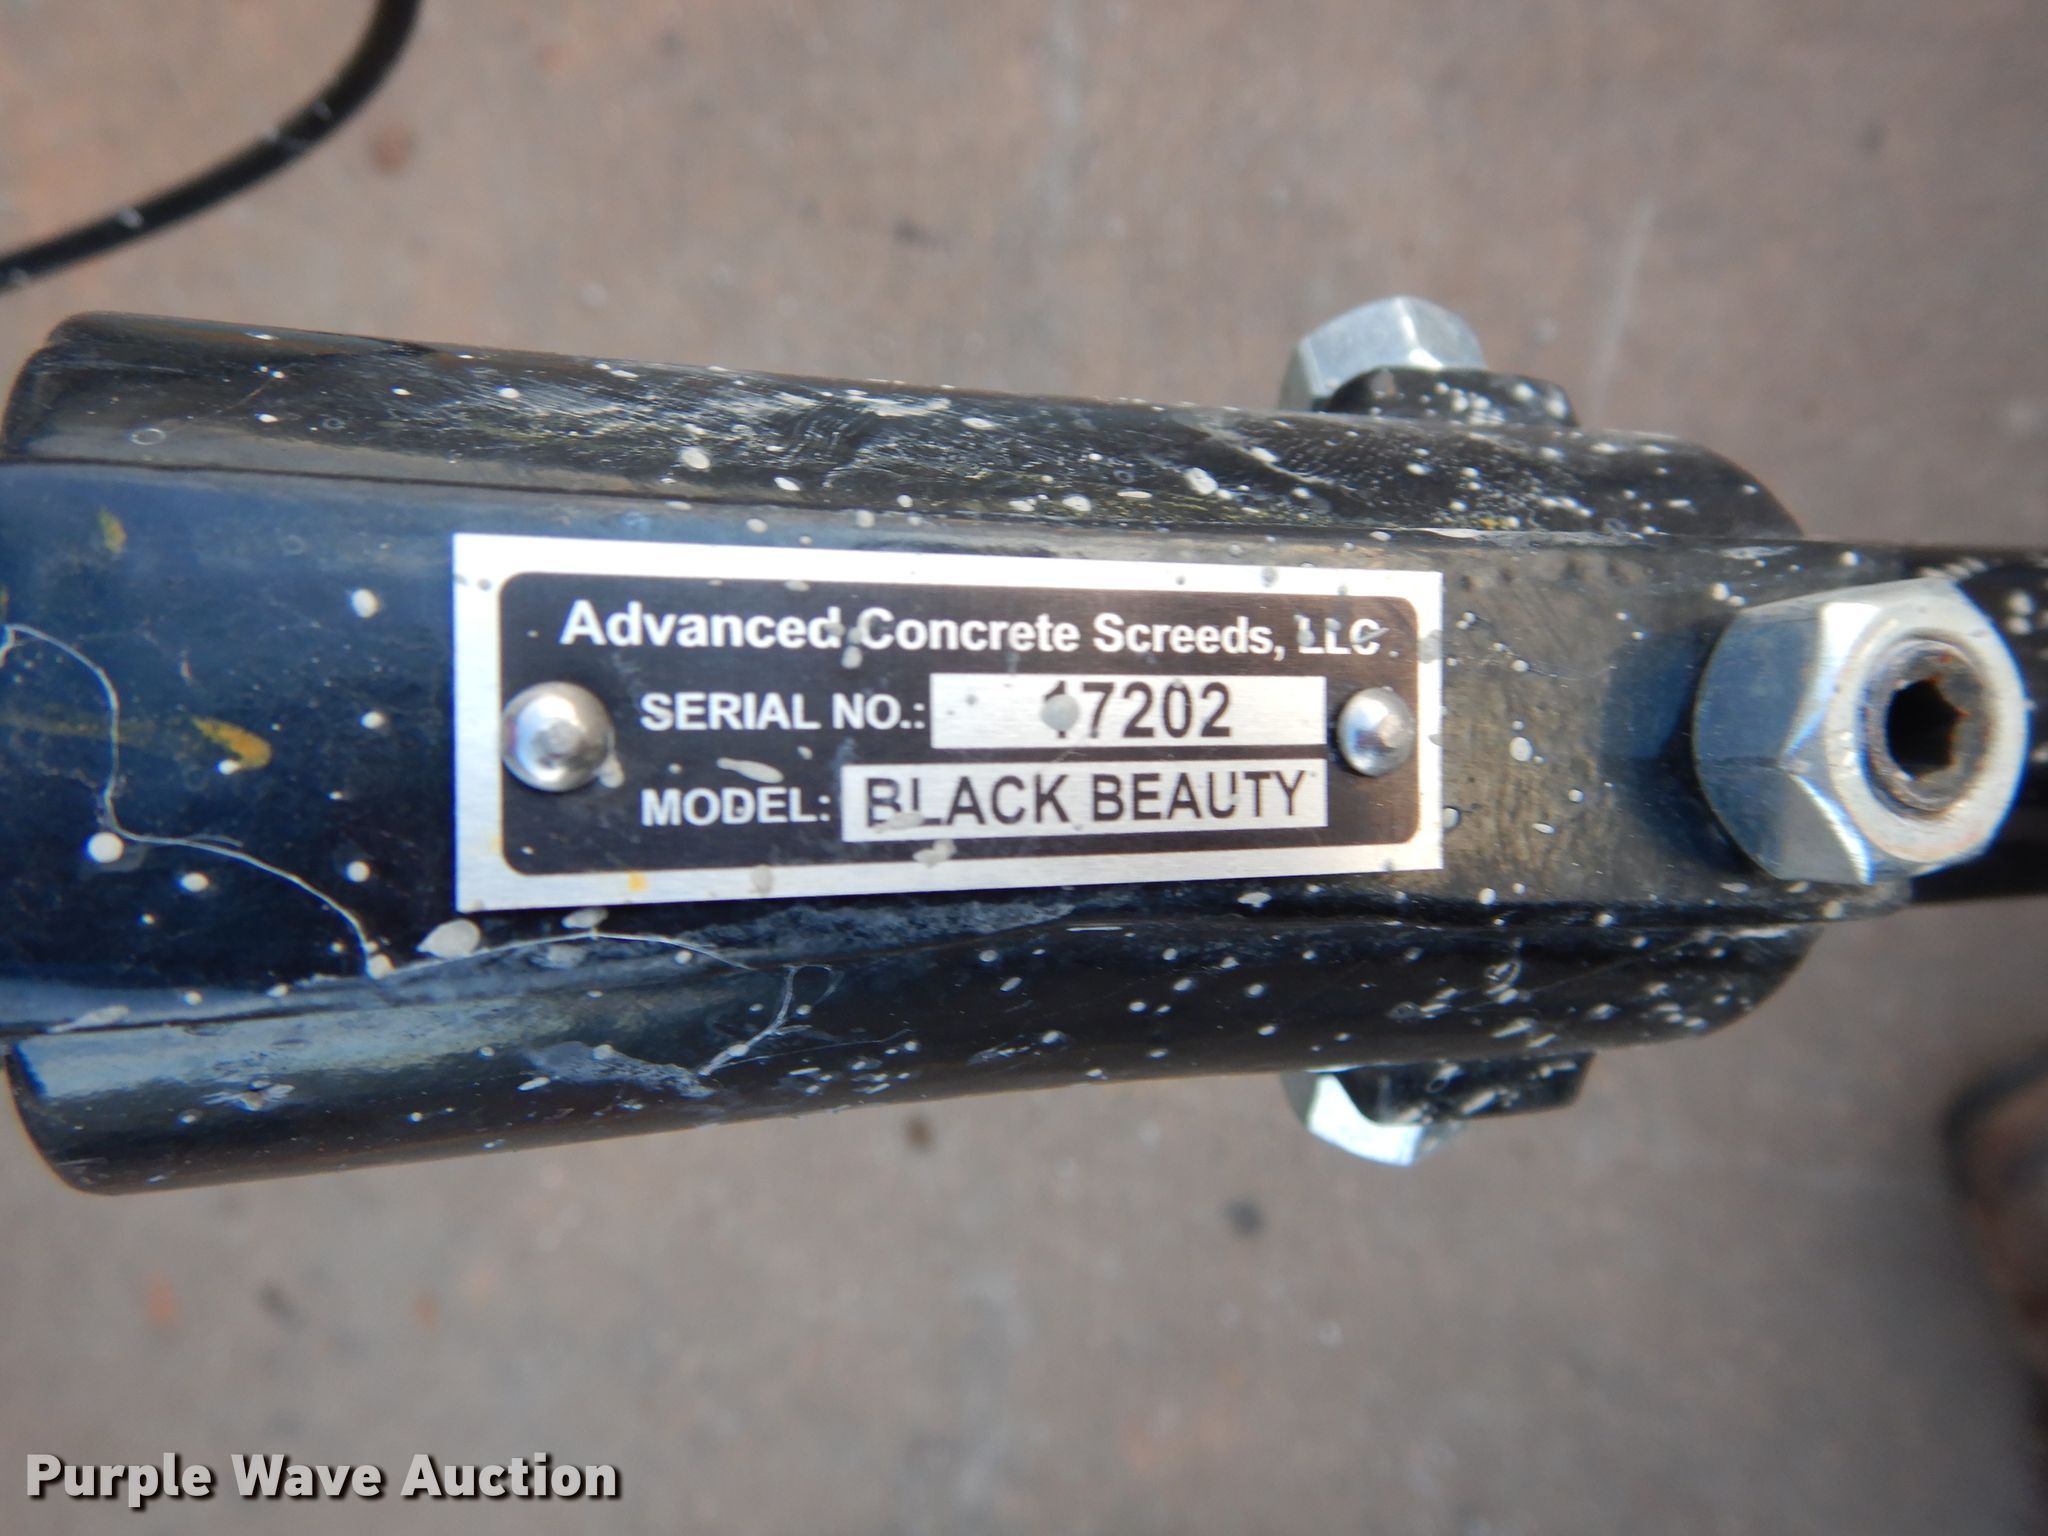 Advanced Concrete Screeds, LLC
SERIAL NO.: 17202
MODEL: BLACK BEAUTY
Purple Wave Auction